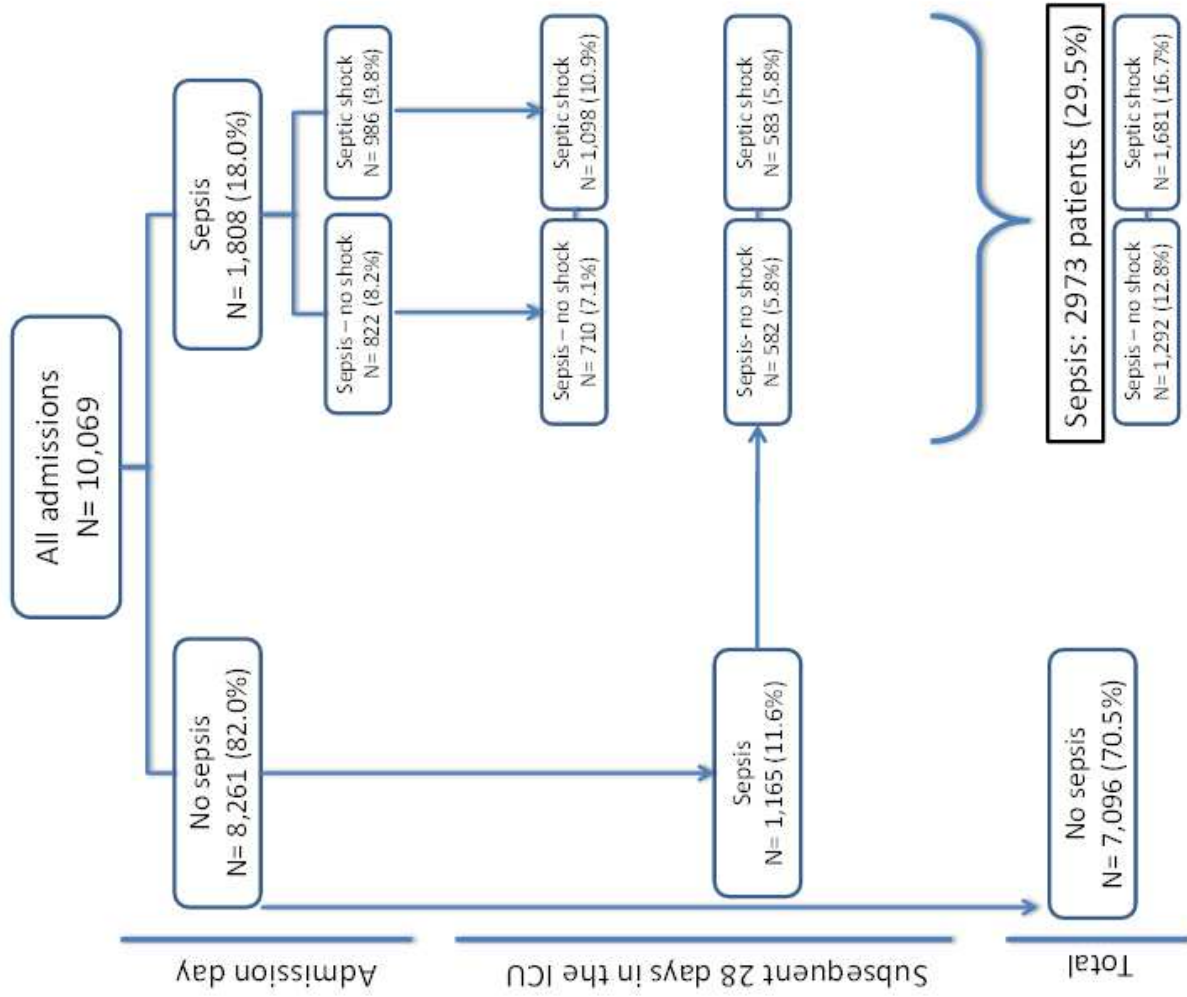 All admissions
N= 10,069
Admission day
No sepsis
N= 8,261 (82.0%)
Sepsis
N= 1,808 (18.0%)
Sepsis – no shock
N= 822 (8.2%)
Septic shock
N= 986 (9.8%)
Subsequent 28 days in the ICU
Sepsis – no shock
N= 710 (7.1%)
Septic shock
N= 1,098 (10.9%)
Sepsis
N= 1,165 (11.6%)
Sepsis- no shock
N= 582 (5.8%)
Septic shock
N= 583 (5.8%)
Total
No sepsis
N= 7,096 (70.5%)
Sepsis: 2973 patients (29.5%)
Sepsis – no shock
N= 1,292 (12.8%)
Septic shock
N= 1,681 (16.7%)